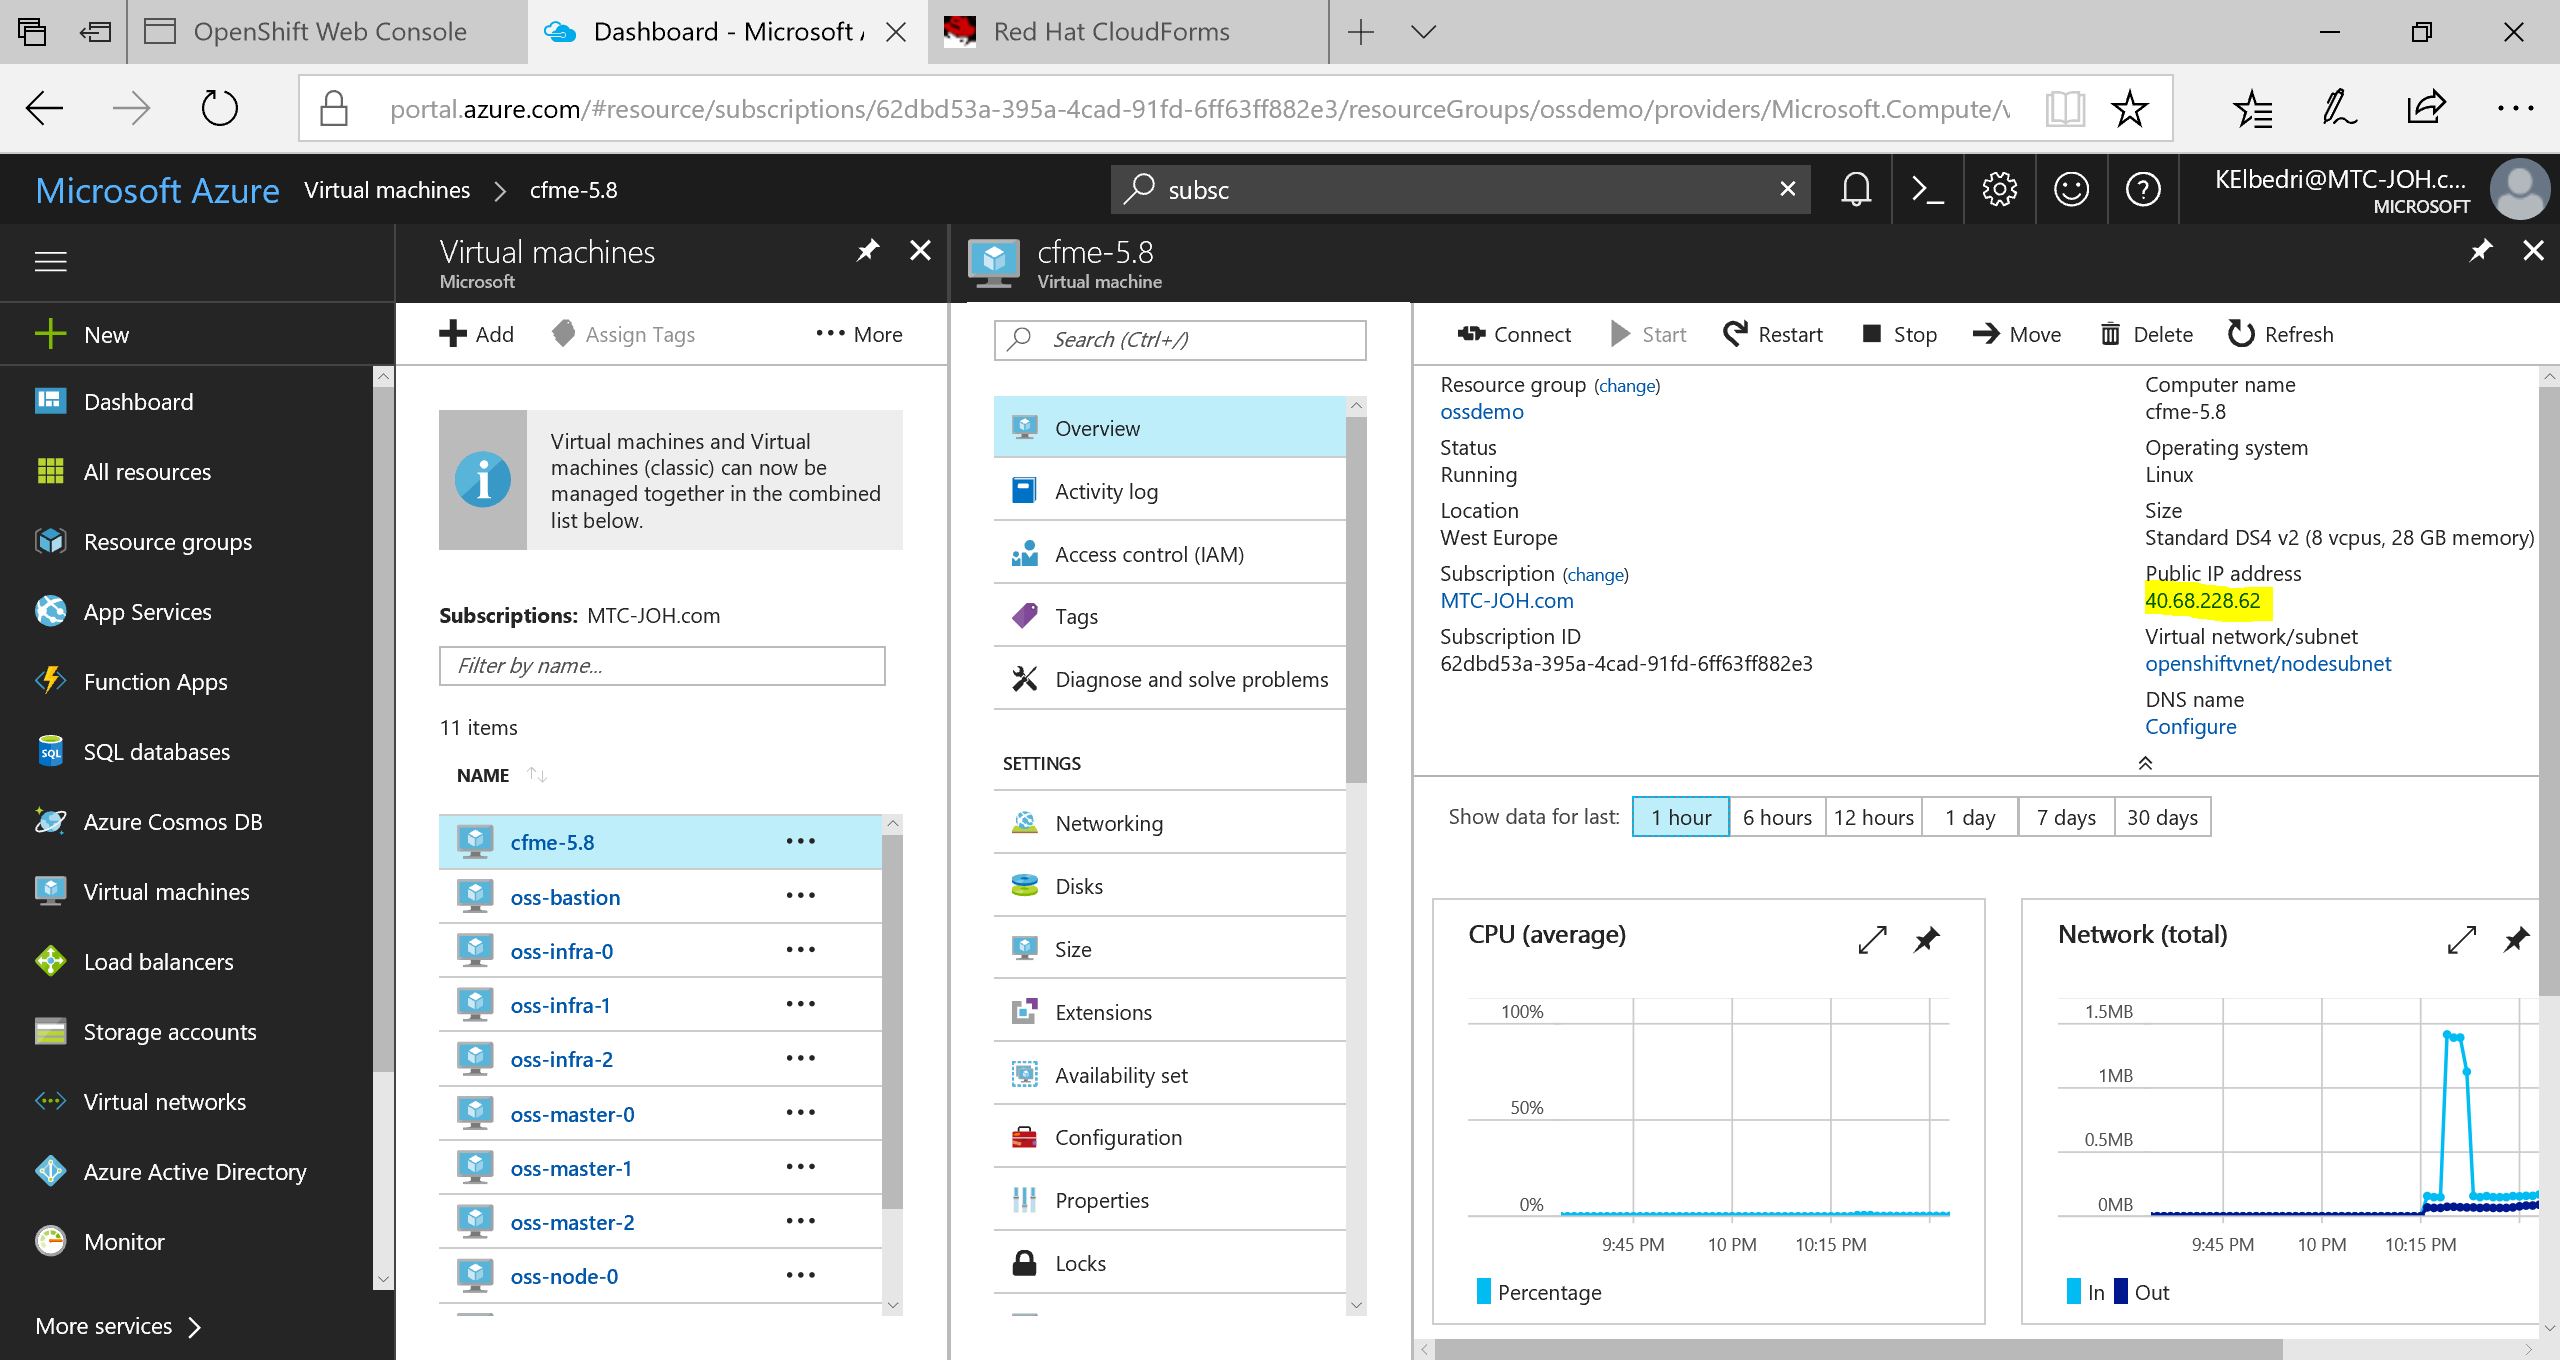 OpenShift Web Console
Dashboard - Microsoft A
Red Hat CloudForms
portal.azure.com/#resource/subscriptions/62dbd53a-395a-4cad-91fd-6ff63ff882e3/resourceGroups/ossdemo/providers/Microsoft.Compute/v
Microsoft Azure
Virtual machines > cfme-5.8
subsc
KElbedri@MTC-JOH.c...
MICROSOFT
New
Dashboard
All resources
Resource groups
App Services
Function Apps
SQL databases
Azure Cosmos DB
Virtual machines
Load balancers
Storage accounts
Virtual networks
Azure Active Directory
Monitor
More services >
Virtual machines
Microsoft
Add
Assign Tags
More
Virtual machines and Virtual
machines (classic) can now be
managed together in the combined
list below.
Subscriptions: MTC-JOH.com
Filter by name...
11 items
NAME
cfme-5.8
oss-bastion
oss-infra-0
oss-infra-1
oss-infra-2
oss-master-0
oss-master-1
oss-master-2
oss-node-0
cfme-5.8
Virtual machine
Search (Ctrl+/)
Overview
Activity log
Access control (IAM)
Tags
Diagnose and solve problems
SETTINGS
Networking
Disks
Size
Extensions
Availability set
Configuration
Properties
Locks
Connect
Start
Restart
Stop
Move
Delete
Refresh
Resource group (change)
ossdemo
Status
Running
Location
West Europe
Subscription (change)
MTC-JOH.com
Subscription ID
62dbd53a-395a-4cad-91fd-6ff63ff882e3
Computer name
cfme-5.8
Operating system
Linux
Size
Standard DS4 v2 (8 vcpus, 28 GB memory)
Public IP address
40.68.228.62
Virtual network/subnet
openshiftvnet/nodesubnet
DNS name
Configure
Show data for last:
1 hour
6 hours
12 hours
1 day
7 days
30 days
CPU (average)
100%
50%
0%
9:45 PM
10 PM
10:15 PM
Percentage
Network (total)
1.5MB
1MB
0.5MB
0MB
9:45 PM
10 PM
10:15 PM
In
Out